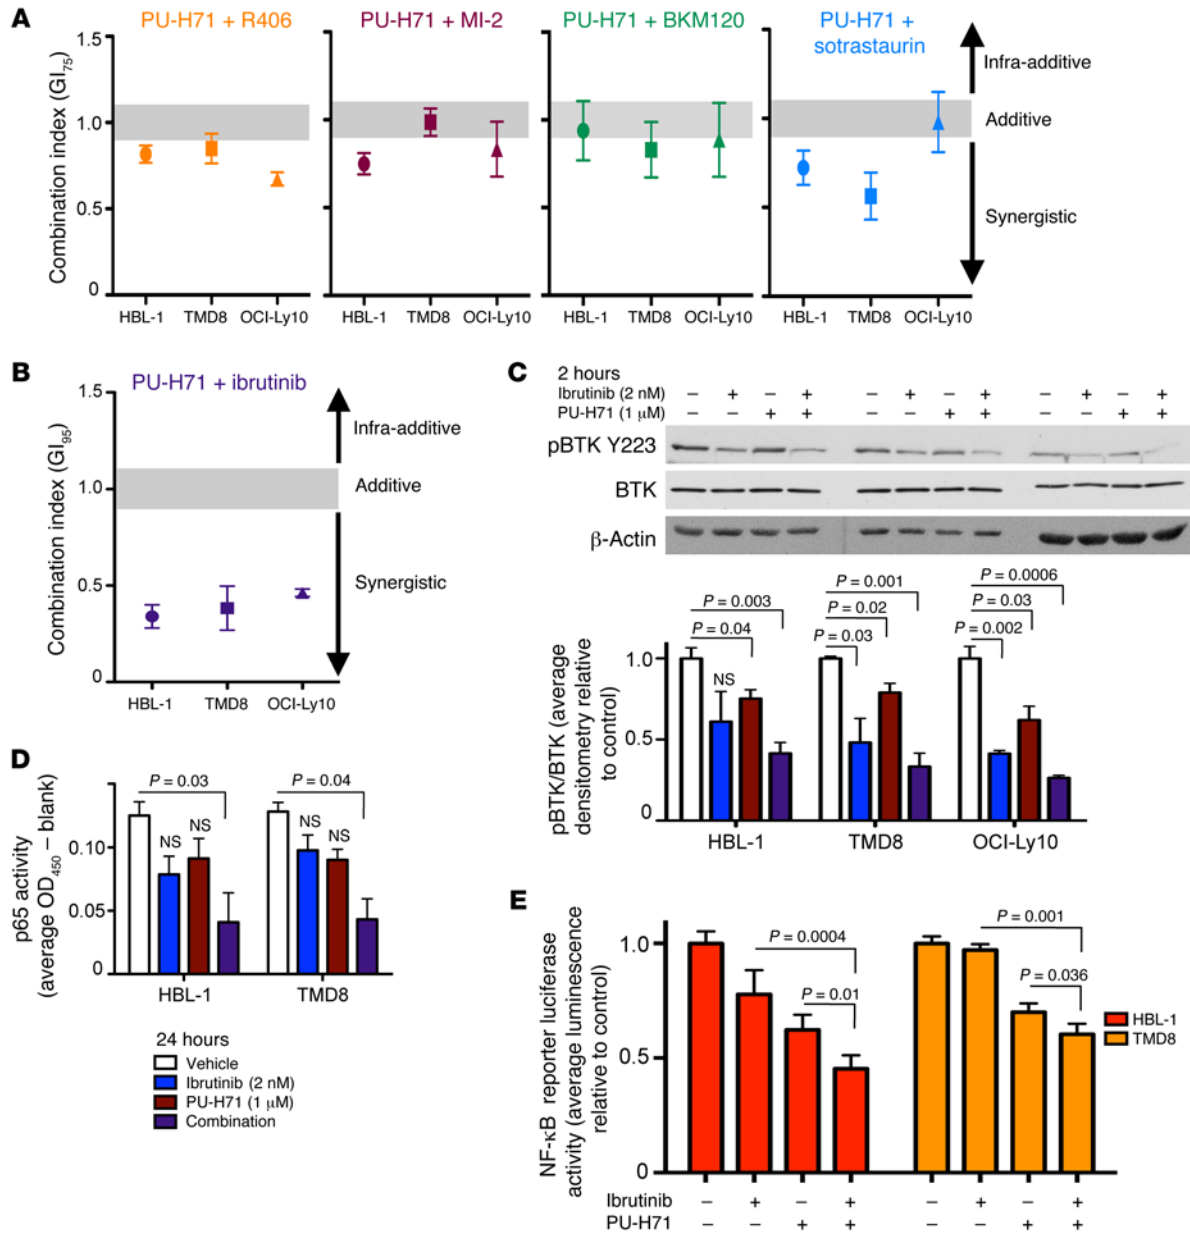 A
PU-H71 + R406
PU-H71 + MI-2
PU-H71 + BKM120
PU-H71 +
sotrastaurin
Combination index (GI75)
1.5
1.0
0.5
0
HBL-1 TMD8 OCI-Ly10
HBL-1 TMD8 OCI-Ly10
HBL-1 TMD8 OCI-Ly10
HBL-1 TMD8 OCI-Ly10
Infra-additive
Additive
Synergistic
B
PU-H71 + ibrutinib
Combination index (GI95)
1.5
1.0
0.5
0
HBL-1 TMD8 OCI-Ly10
Infra-additive
Additive
Synergistic
C
2 hours
Ibrutinib (2 nM) – + – + – + – + – + – +
PU-H71 (1 μM) – – + + – – + + – – + +
pBTK Y223
BTK
β-Actin
pBTK/BTK (average
densitometry relative
to control)
1.0
0.5
0
P = 0.003
P = 0.04
NS
P = 0.001
P = 0.02
P = 0.03
P = 0.0006
P = 0.03
P = 0.002
HBL-1 TMD8 OCI-Ly10
D
p65 activity
(average OD450 – blank)
0.10
0.05
0
P = 0.03
NS
NS
P = 0.04
NS
NS
HBL-1 TMD8
24 hours
Vehicle
Ibrutinib (2 nM)
PU-H71 (1 μM)
Combination
E
NF-κB reporter luciferase
activity (average luminescence
relative to control)
1.0
0.5
0
P = 0.0004
P = 0.01
P = 0.001
P = 0.036
HBL-1
TMD8
Ibrutinib – + – + – + – +
PU-H71 – – + + – – + +